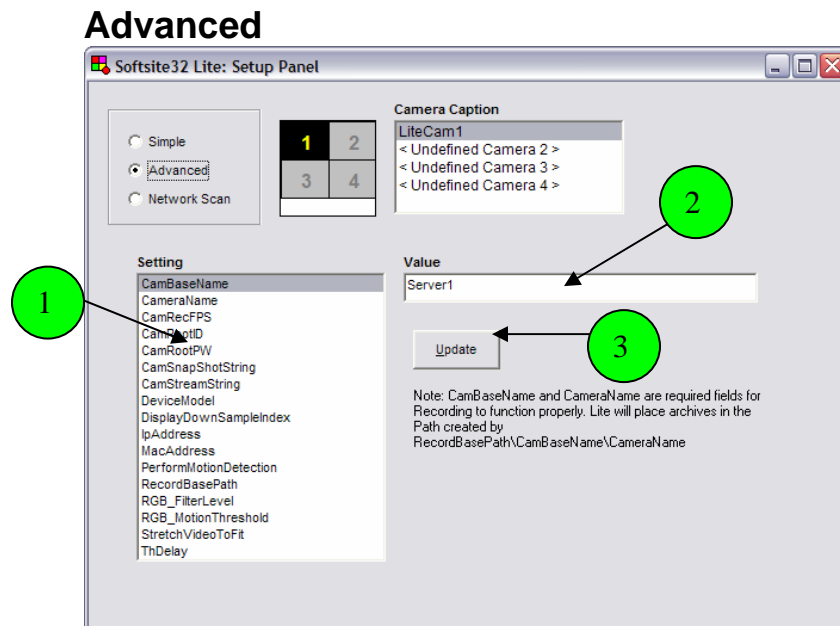 Advanced
Softsite32 Lite: Setup Panel
Simple
Advanced
Network Scan
1 2
3 4
Camera Caption
LiteCam1
< Undefined Camera 2 >
< Undefined Camera 3 >
< Undefined Camera 4 >
2
Setting
CamBaseName
CameraName
CamRecFPS
CamRootID
CamRootPW
CamSnapShotString
CamStreamString
DeviceModel
DisplayDownSampleIndex
IpAddress
MacAddress
PerformMotionDetection
RecordBasePath
RGB_FilterLevel
RGB_MotionThreshold
StretchVideoToFit
ThDelay
1
Value
Server1
Update
3
Note: CamBaseName and CameraName are required fields for
Recording to function properly. Lite will place archives in the
Path created by
RecordBasePath\CamBaseName\CameraName